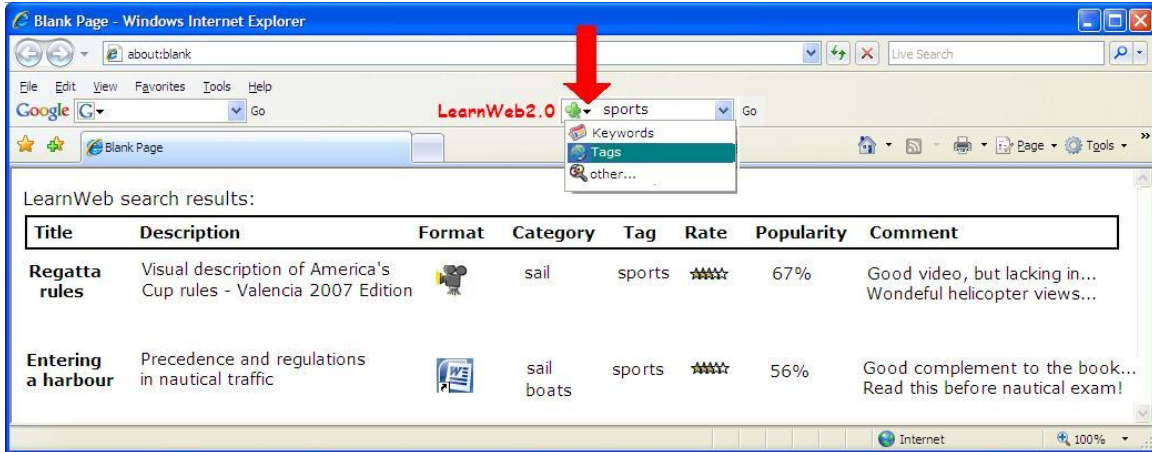 Blank Page - Windows Internet Explorer
about:blank Live Search
File Edit View Favorites Tools Help
Google G Go LearnWeb2.0 sports Go
Keywords
Blank Page Tags Page Tools »
other...
LearnWeb search results:
Title Description Format Category Tag Rate Popularity Comment
Regatta Visual description of America's sail sports 67% Good video, but lacking in...
rules Cup rules - Valencia 2007 Edition Wondeful helicopter views...
Entering Precedence and regulations sail sports 56% Good complement to the book...
a harbour in nautical traffic boats Read this before nautical exam!
Internet 100%